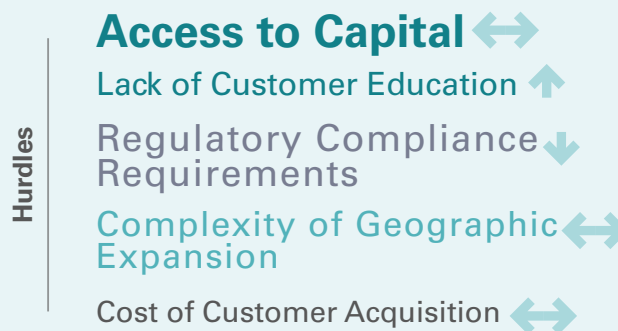 Hurdles
Access to Capital
Lack of Customer Education
Regulatory Compliance
Requirements
Complexity of Geographic
Expansion
Cost of Customer Acquisition